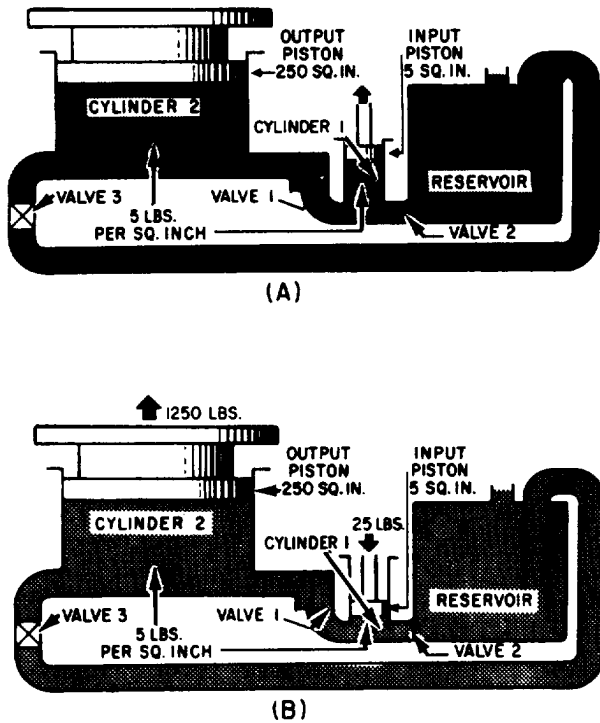 OUTPUT
PISTON
250 SQ. IN.
INPUT
PISTON
5 SQ. IN.
CYLINDER 2
CYLINDER 1
RESERVOIR
VALVE 3
VALVE 1
5 LBS.
PER SQ. INCH
VALVE 2
(A)
1250 LBS.
OUTPUT
PISTON
250 SQ. IN.
INPUT
PISTON
5 SQ. IN.
25 LBS.
CYLINDER 2
CYLINDER 1
RESERVOIR
VALVE 3
VALVE 1
5 LBS.
PER SQ. INCH
VALVE 2
(B)